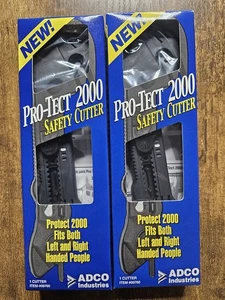 NEW!
PRO-TECT 2000
SAFETY CUTTER
Protect 2000
Fits Both
Left and Right
Handed People
1 CUTTER
ADCO
Industries
NEW!
PRO-TECT 2000
SAFETY CUTTER
Protect 2000
Fits Both
Left and Right
Handed People
1 CUTTER
ADCO
Industries